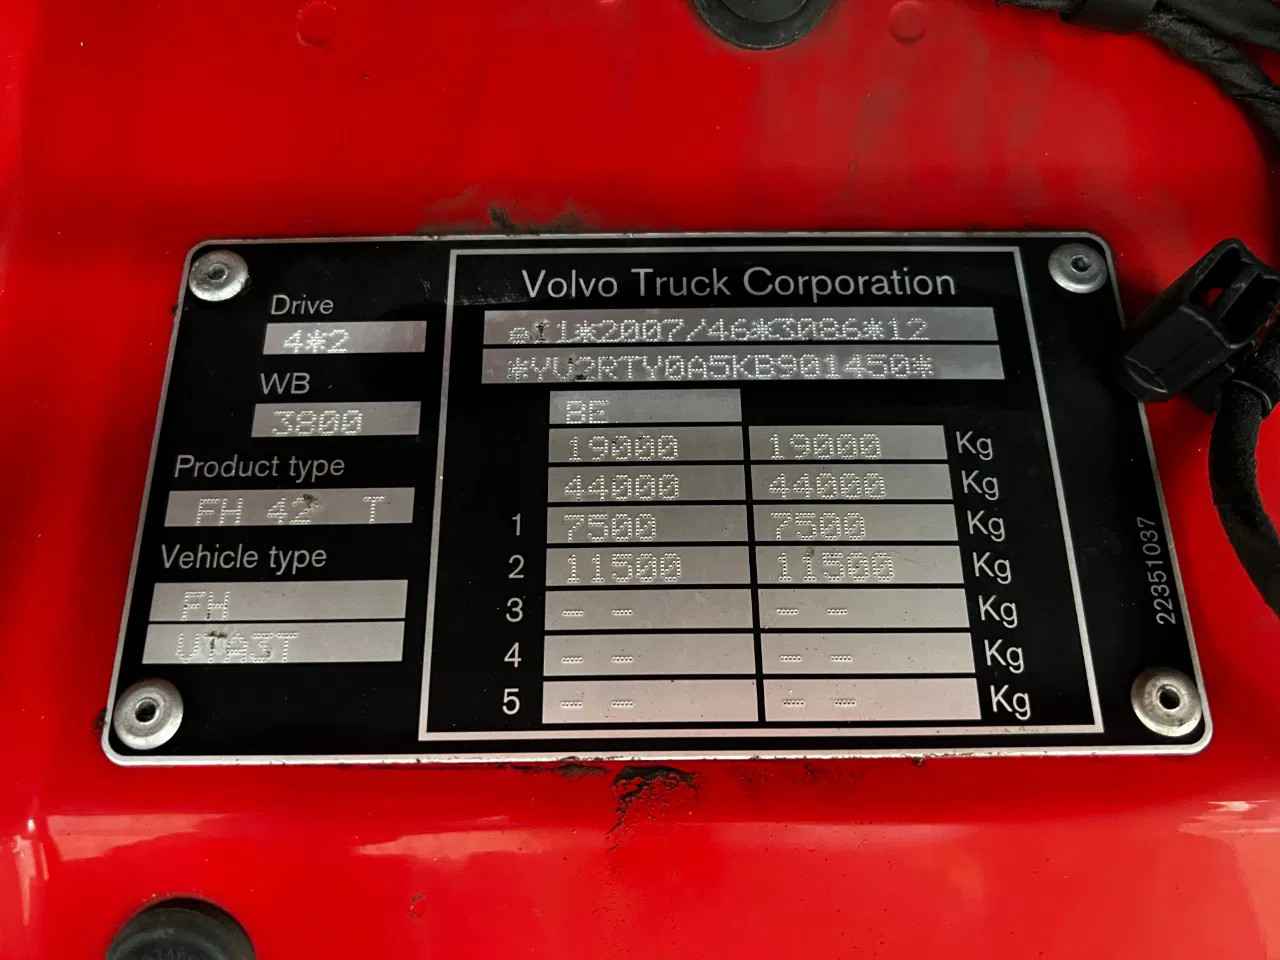 Volvo Truck Corporation
Drive
4*2
WB
3800
Product type
FH 42 T
Vehicle type
FH
VTA3T
e11*2007/46*3086*12
*YV2RTY0A5KB901450*
BE
19000 19000 Kg
44000 44000 Kg
1 7500 7500 Kg
2 11500 11500 Kg
3 -- -- -- -- Kg
4 -- -- -- -- Kg
5 -- -- -- -- Kg
22351037